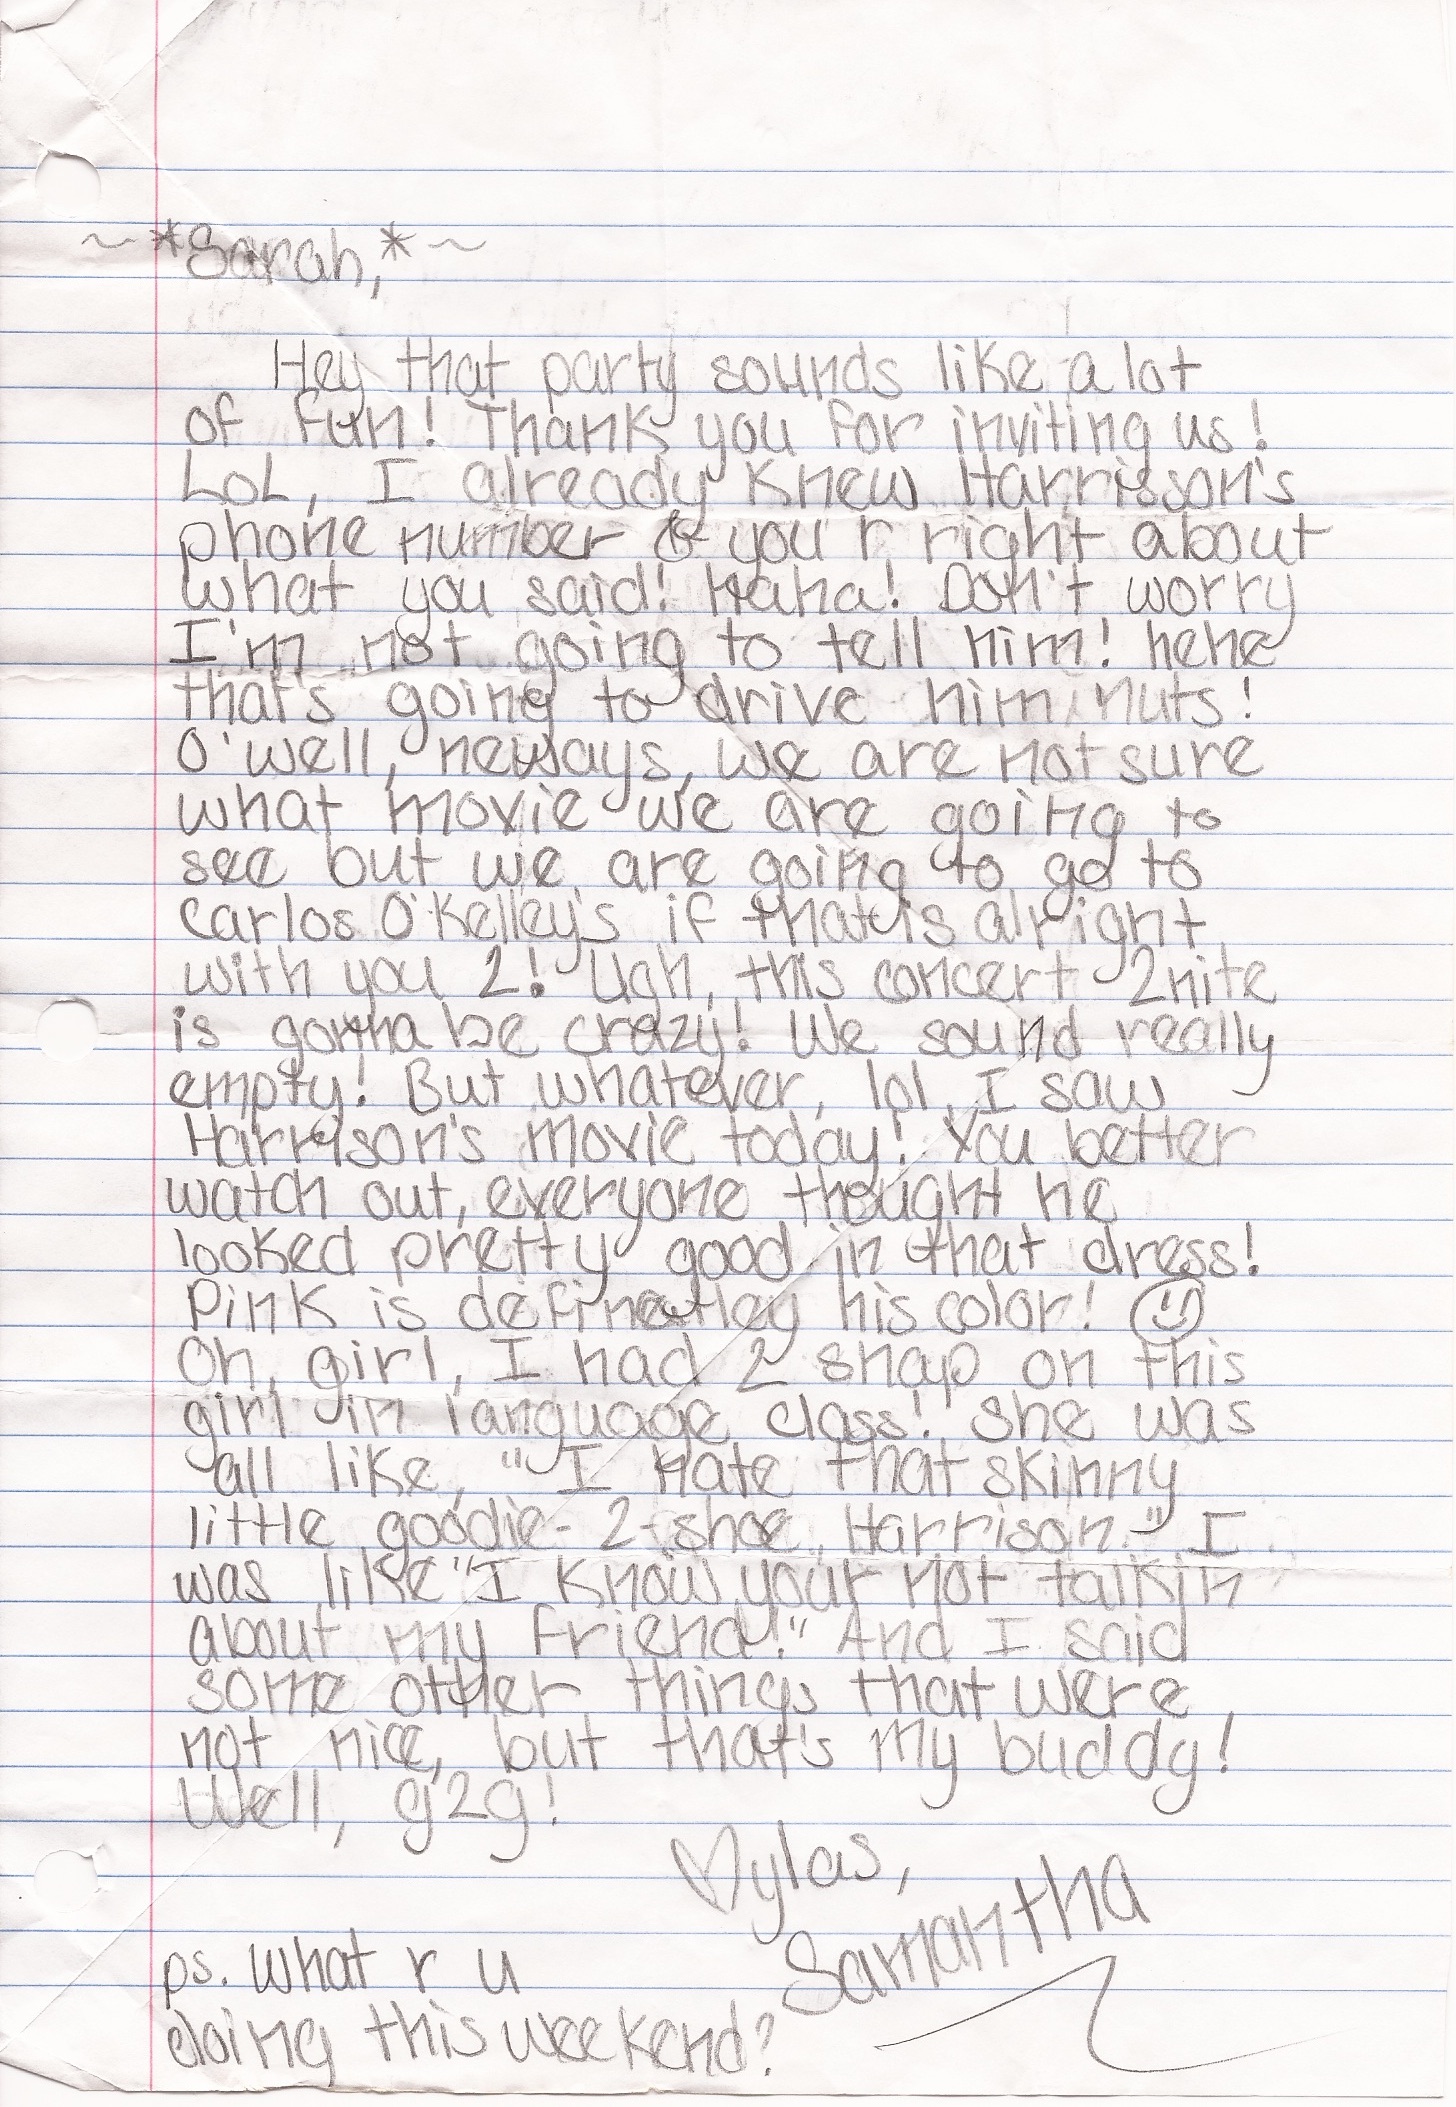 ~*Sarah,*~
Hey that party sounds like a lot
of fun! Thank you for inviting us!
LoL, I already knew Harrisson's
phone number & you r right about
what you said! Haha! Don't worry
I'm not going to tell him! hehe
that's going to drive him nuts!
O'well, neways, we are not sure
what movie we are going to
see but we are going to go to
Carlos O'Kelley's if that is alright
with you 2! Ugh, this concert 2nite
is gonna be crazy! We sound really
empty! But whatever, lol, I saw
Harrison's movie today! You better
watch out, everyone thought he
looked pretty good in that dress!
Pink is definatley his color! ☺
Oh, girl, I had 2 snap on this
girl in language class! She was
all like, "I hate that skinny
little goodie-2-shoe, Harrison." I
was like "I know your not talkin
about my friend!" And I said
some other things that were
not nice, but that's my buddy!
Well, g2g!
♡ylas,
Samantha
ps. what r u
doing this weekend?